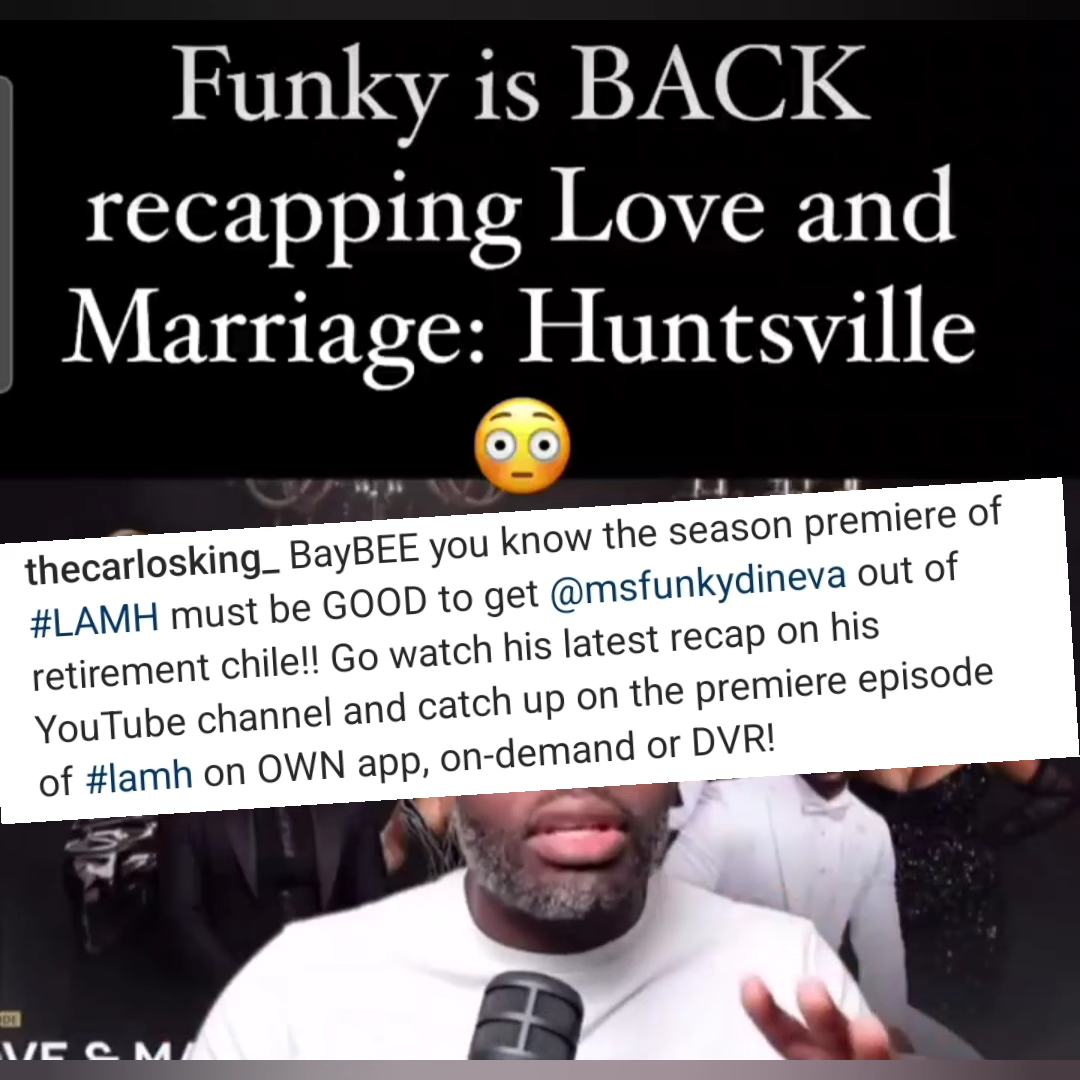 Funky is BACK
recapping Love and
Marriage: Huntsville
😳
thecarlosking_ BayBEE you know the season premiere of
#LAMH must be GOOD to get @msfunkydineva out of
retirement chile!! Go watch his latest recap on his
YouTube channel and catch up on the premiere episode
of #lamh on OWN app, on-demand or DVR!